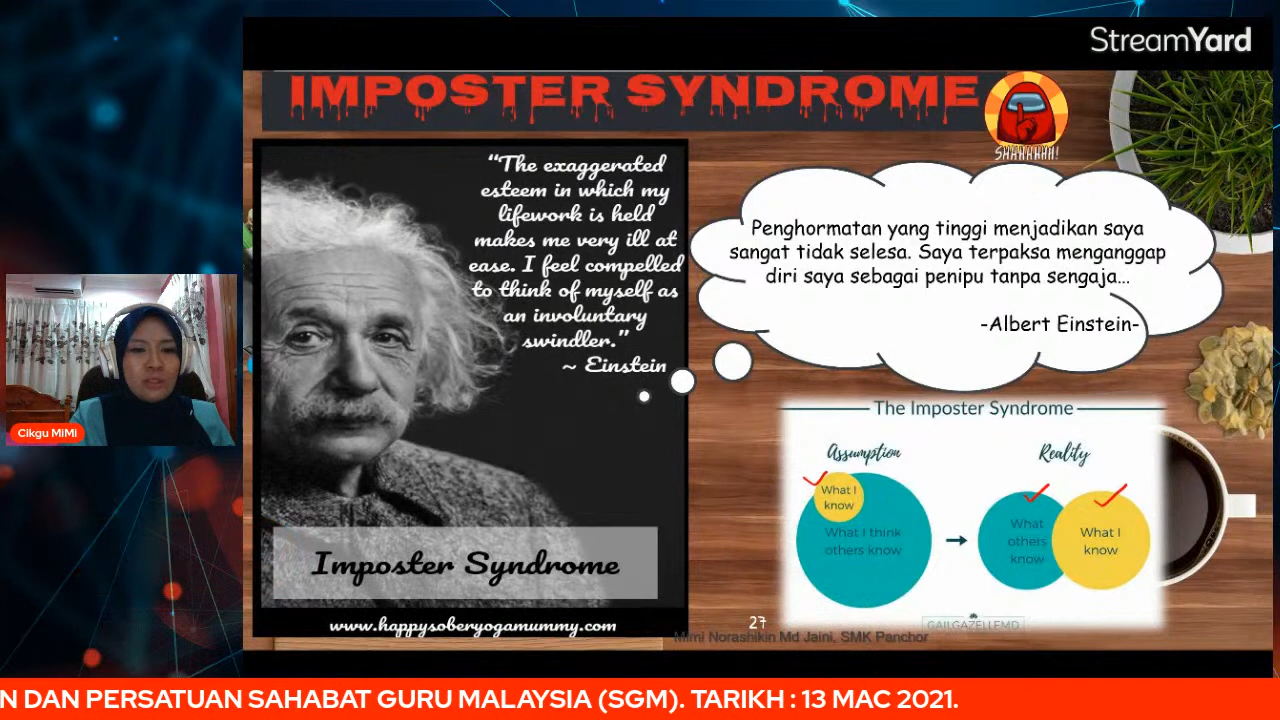 StreamYard
IMPOSTER SYNDROME
SHHHHHHH!
“The exaggerated
esteem in which my
lifework is held
makes me very ill at
ease. I feel compelled
to think of myself as
an involuntary
swindler.”
~ Einstein
Imposter Syndrome
www.happysoberyogamummy.com
Penghormatan yang tinggi menjadikan saya
sangat tidak selesa. Saya terpaksa menganggap
diri saya sebagai penipu tanpa sengaja...
-Albert Einstein-
The Imposter Syndrome
Assumption
Reality
What I
know
What I think
others know
What
others
know
What I
know
GAILGAZELLEMD
27
Mimi Norashikin Md Jaini, SMK Panchor
Cikgu MiMi
N DAN PERSATUAN SAHABAT GURU MALAYSIA (SGM). TARIKH : 13 MAC 2021.